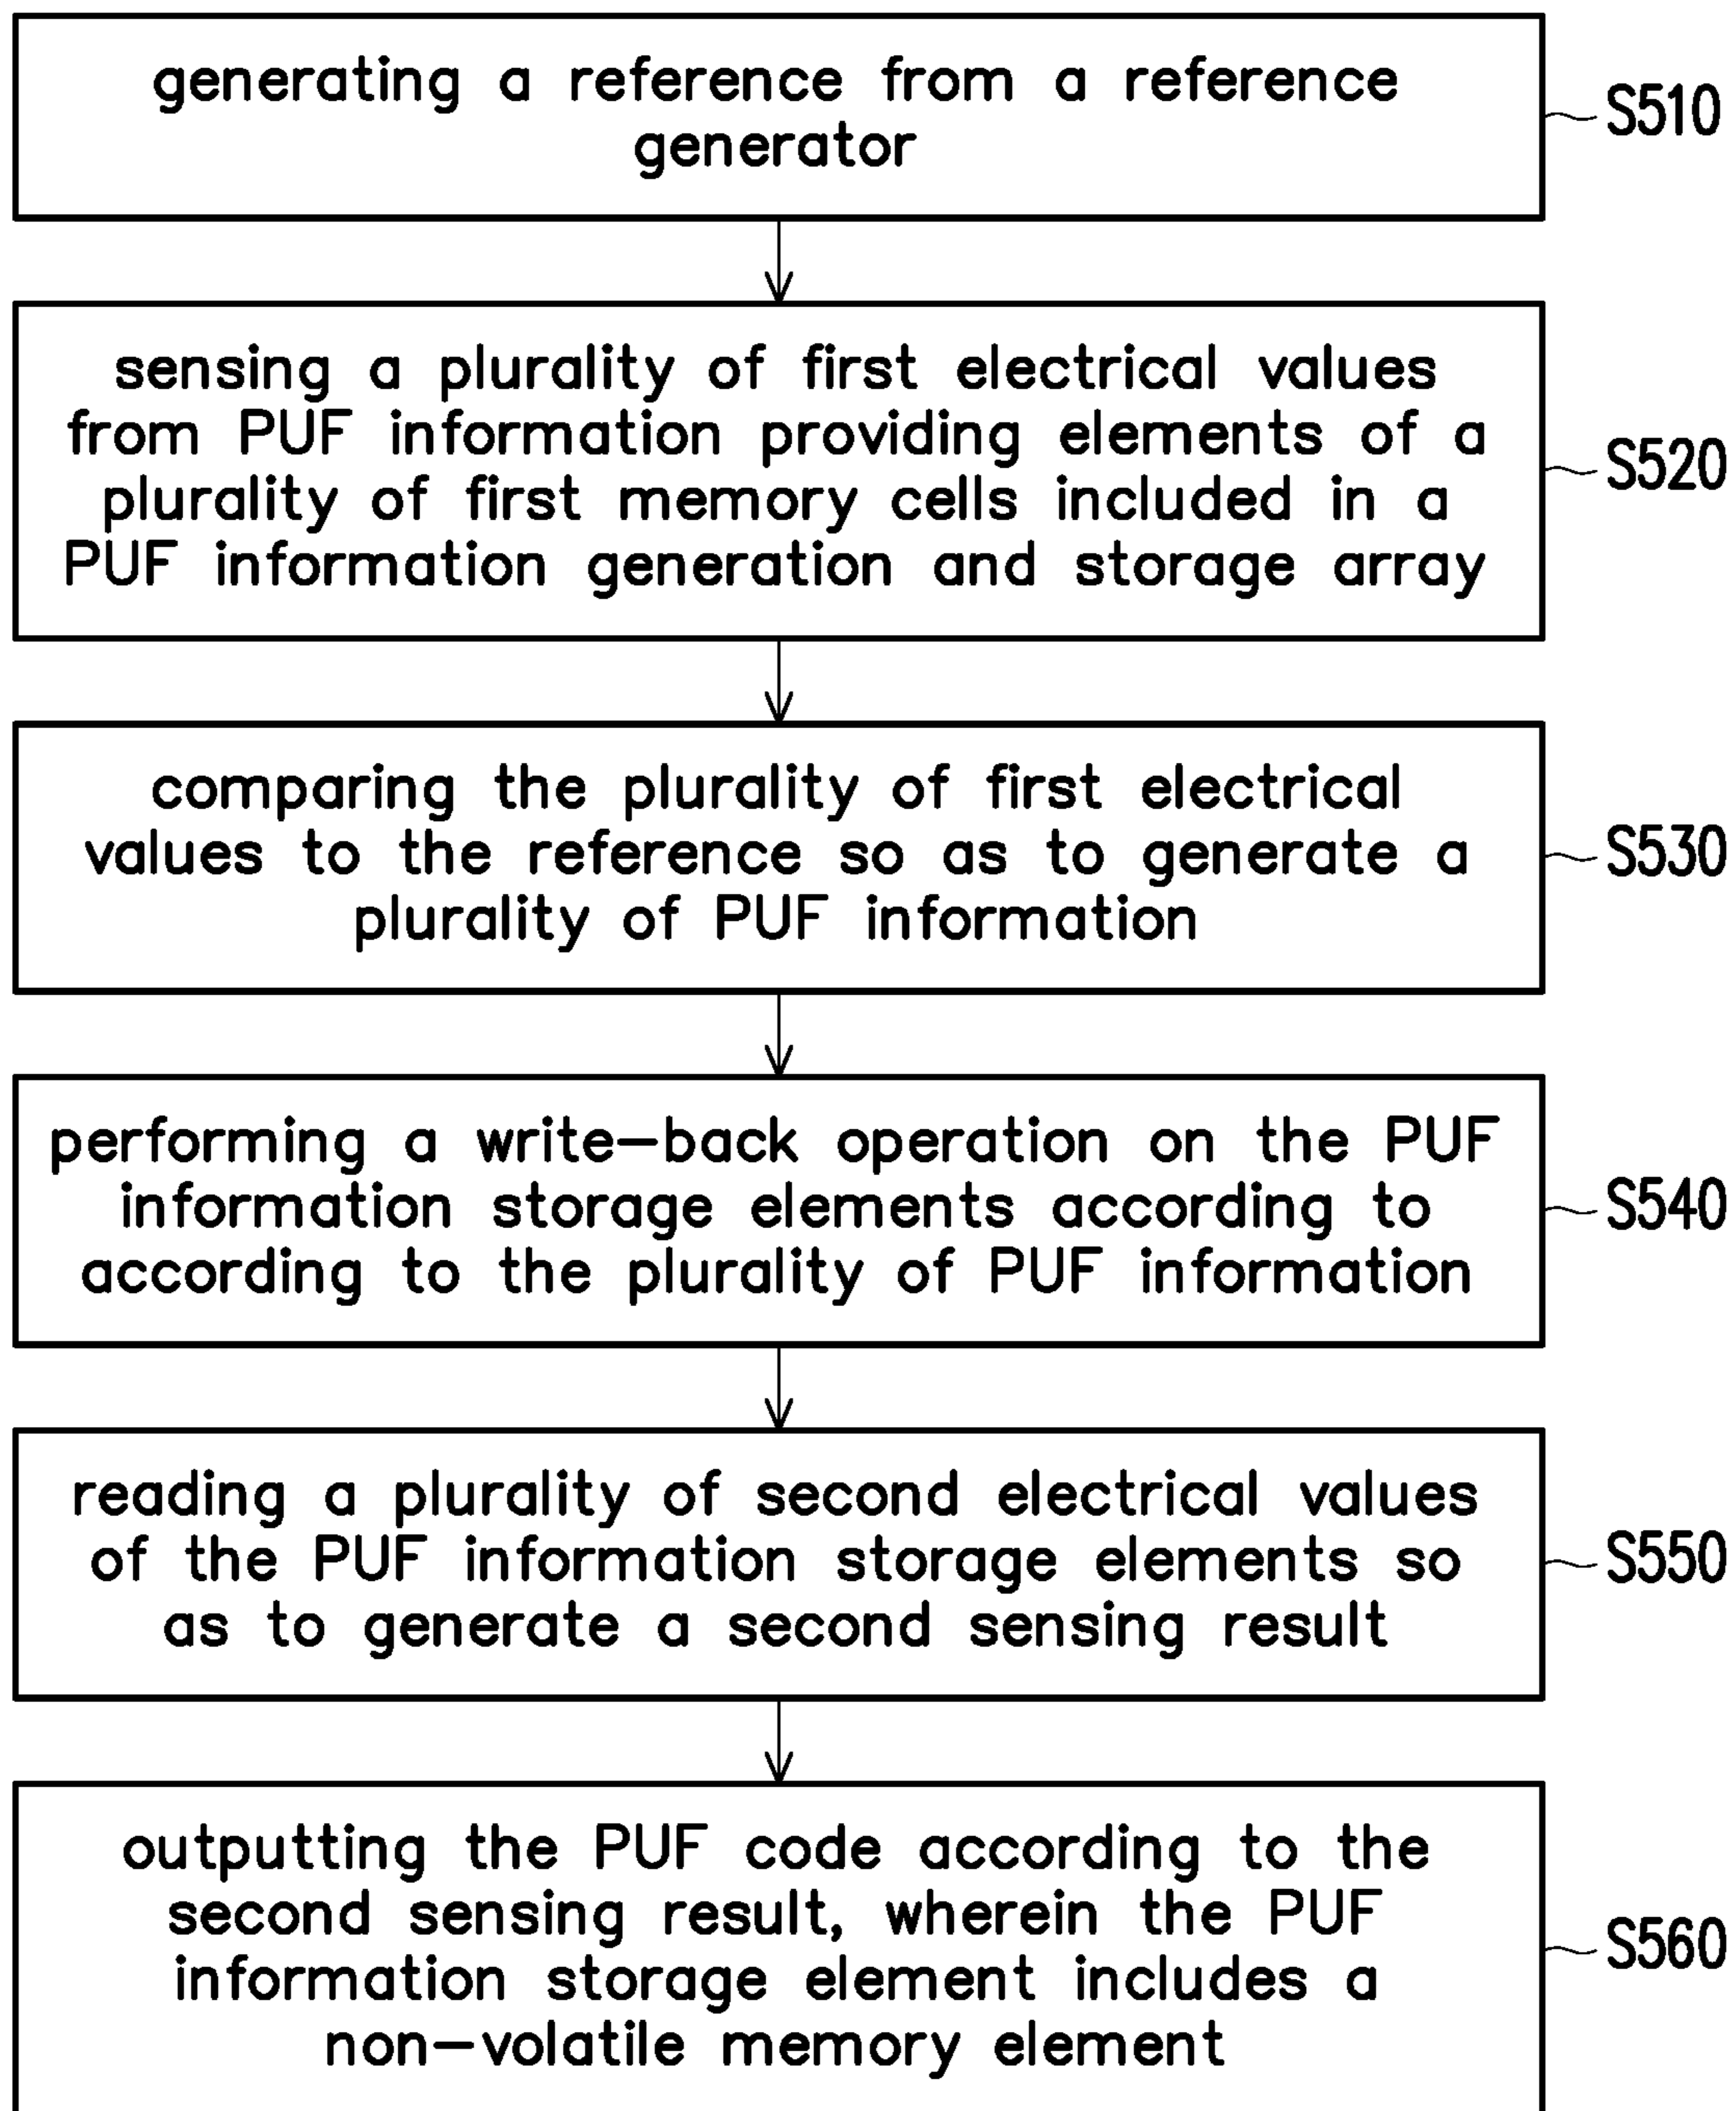 generating a reference from a reference
generator
S510
sensing a plurality of first electrical values
from PUF information providing elements of a
plurality of first memory cells included in a
PUF information generation and storage array
S520
comparing the plurality of first electrical
values to the reference so as to generate a
plurality of PUF information
S530
performing a write-back operation on the PUF
information storage elements according to
according to the plurality of PUF information
S540
reading a plurality of second electrical values
of the PUF information storage elements so
as to generate a second sensing result
S550
outputting the PUF code according to the
second sensing result, wherein the PUF
information storage element includes a
non-volatile memory element
S560